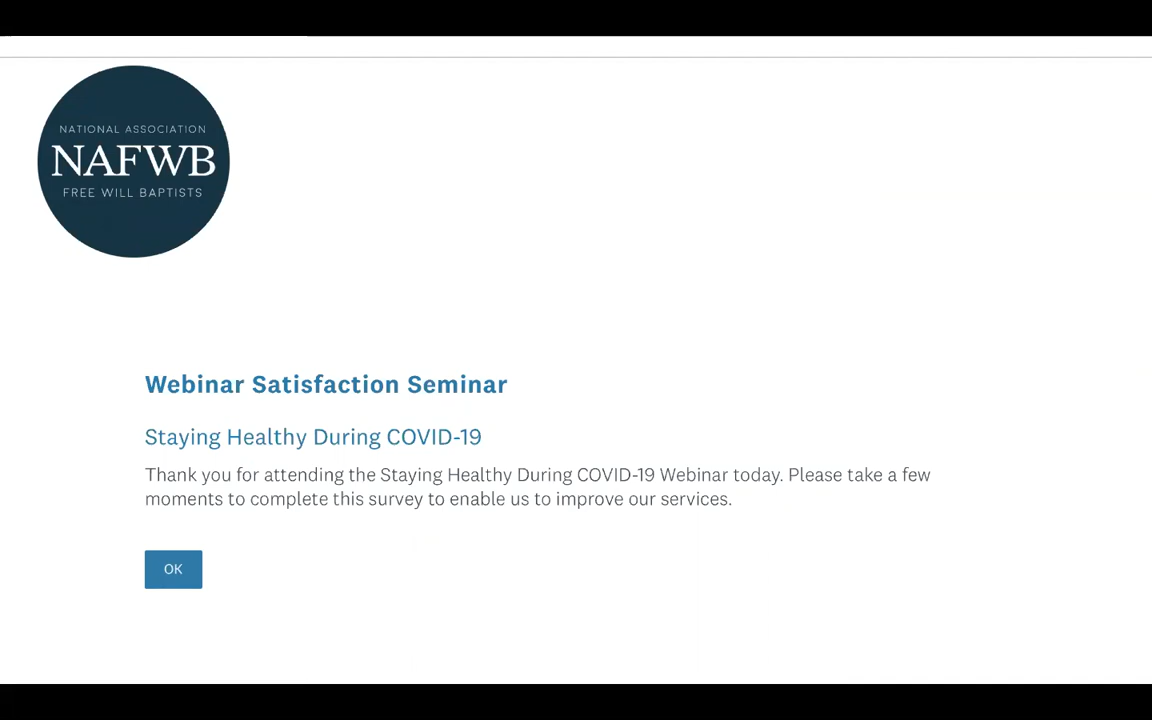 NATIONAL ASSOCIATION
NAFWB
FREE WILL BAPTISTS
Webinar Satisfaction Seminar
Staying Healthy During COVID-19
Thank you for attending the Staying Healthy During COVID-19 Webinar today. Please take a few
moments to complete this survey to enable us to improve our services.
OK